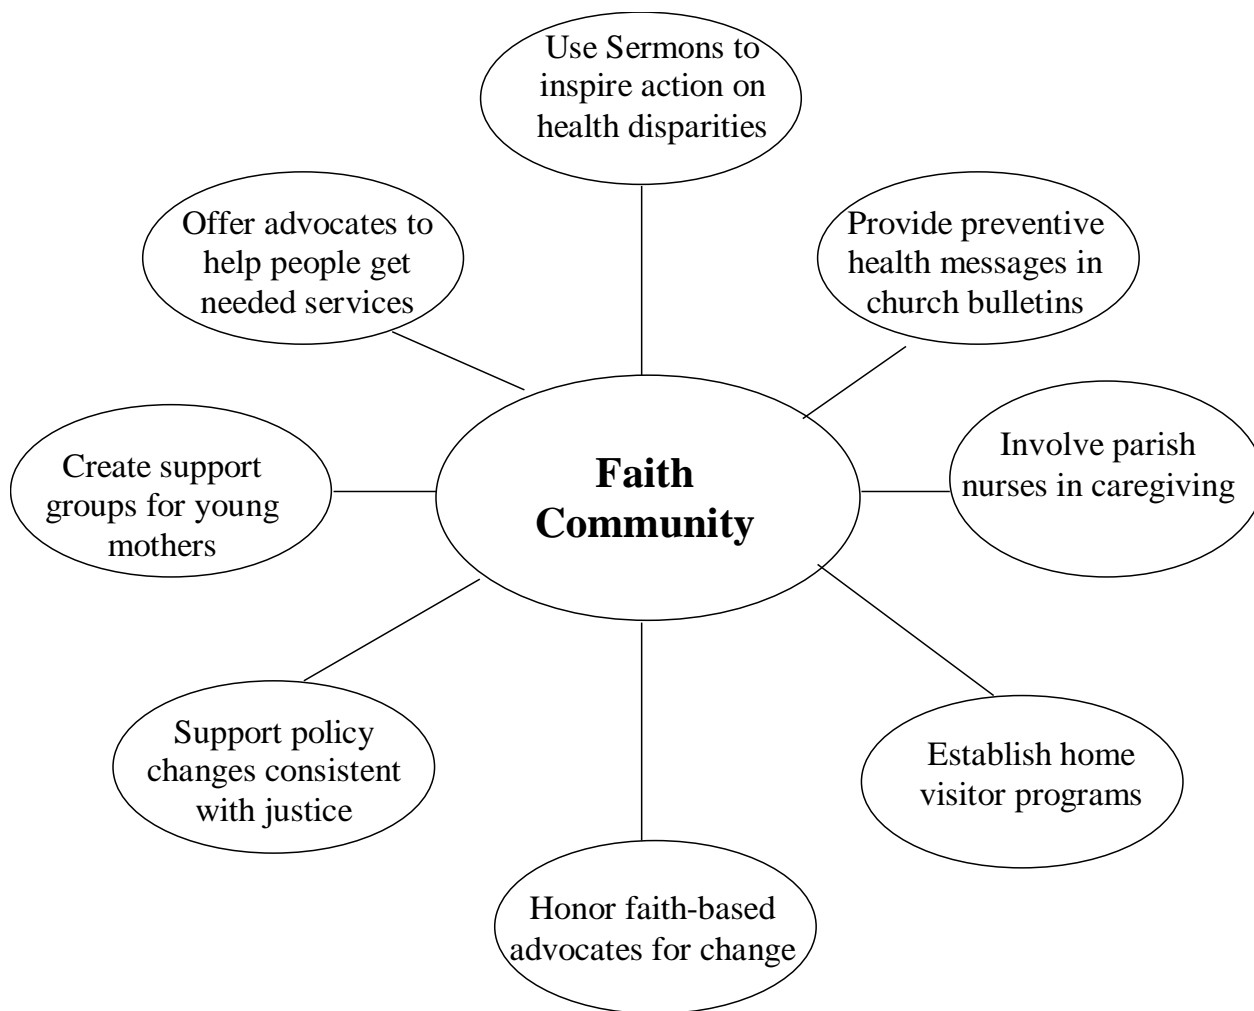 Use Sermons to
inspire action on
health disparities
Offer advocates to
help people get
needed services
Provide preventive
health messages in
church bulletins
Create support
groups for young
mothers
Faith
Community
Involve parish
nurses in caregiving
Support policy
changes consistent
with justice
Establish home
visitor programs
Honor faith-based
advocates for change